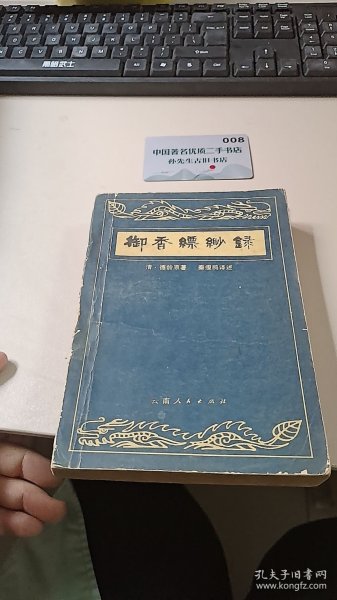 黑暗武士
008
中国著名优质二手书店
孙先生古旧书店
御香缥缈录
清·德龄原著 秦瘦鸥译述
云南人民出版社
孔夫子旧书网
www.kongfz.com